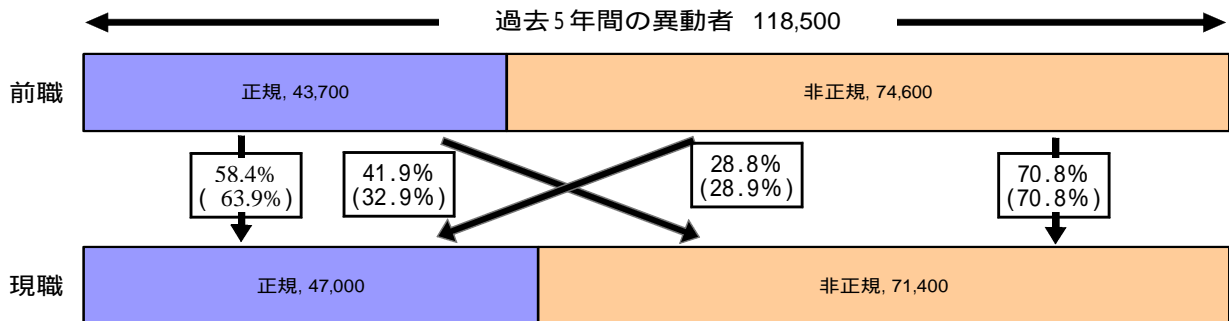 過去5年間の異動者 118,500
前職
正規, 43,700
非正規, 74,600
58.4%
( 63.9%)
41.9%
(32.9%)
28.8%
(28.9%)
70.8%
(70.8%)
現職
正規, 47,000
非正規, 71,400